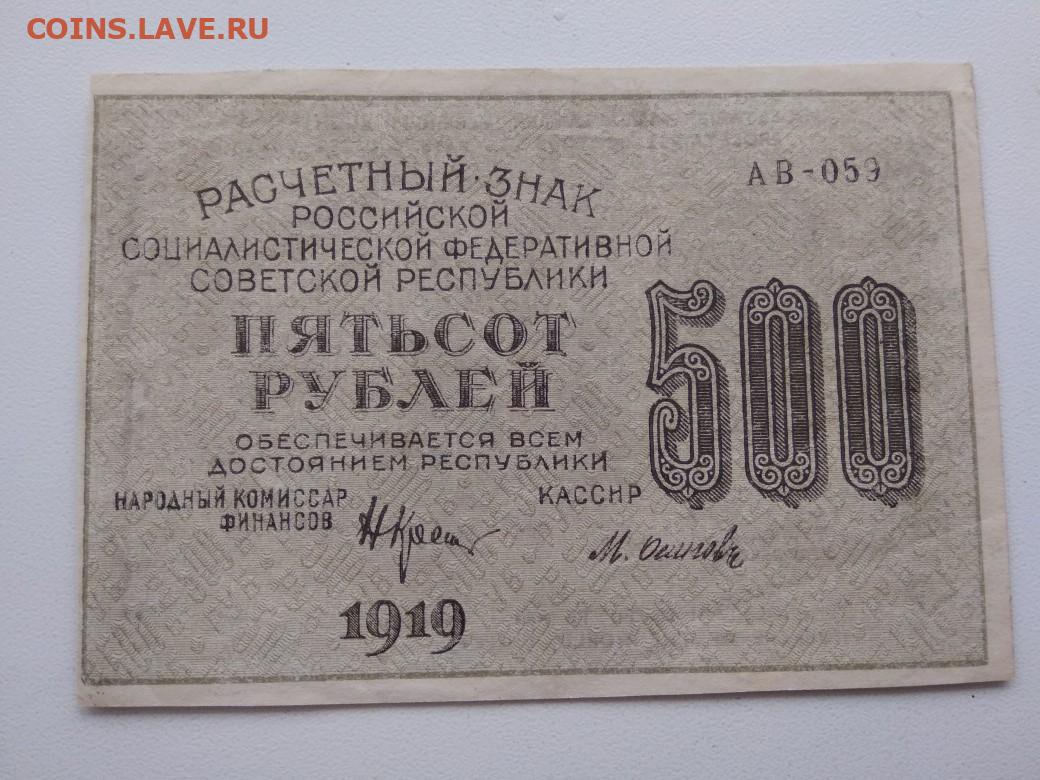 COINS.LAVE.RU
АВ-059
РАСЧЕТНЫЙ·ЗНАК
РОССИЙСКОЙ
СОЦИАЛИСТИЧЕСКОЙ ФЕДЕРАТИВНОЙ
СОВЕТСКОЙ РЕСПУБЛИКИ
ПЯТЬСОТ
РУБЛЕЙ
500
ОБЕСПЕЧИВАЕТСЯ ВСЕМ
ДОСТОЯНИЕМ РЕСПУБЛИКИ
НАРОДНЫЙ КОМИССАР
ФИНАНСОВ
КАССИР
М. Осиповъ
1919